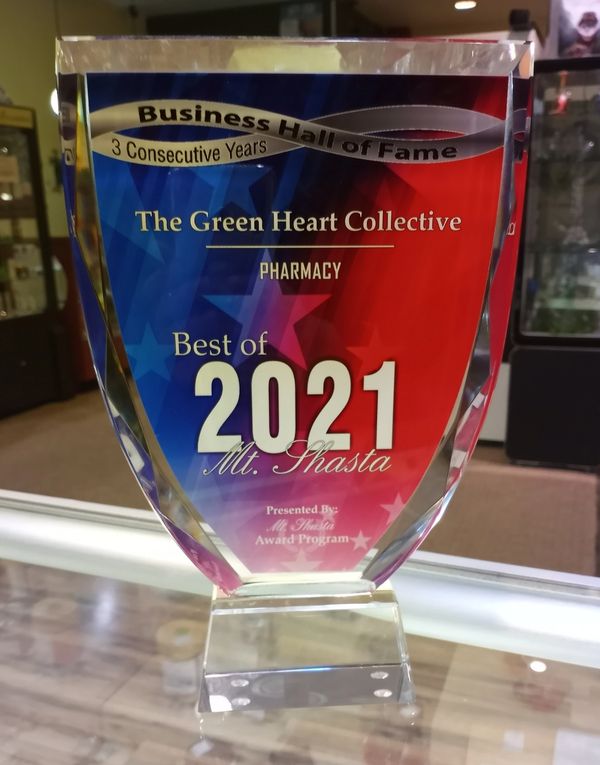 Business Hall of Fame
3 Consecutive Years
The Green Heart Collective
PHARMACY
Best of
2021
Mt. Shasta
Presented By:
Mt. Shasta
Award Program